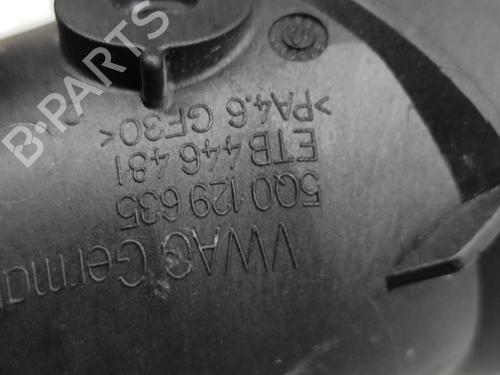 VWAG Germa
5Q0 129 635
ETB 446 481
>PA4.6 GF30<
B-PARTS